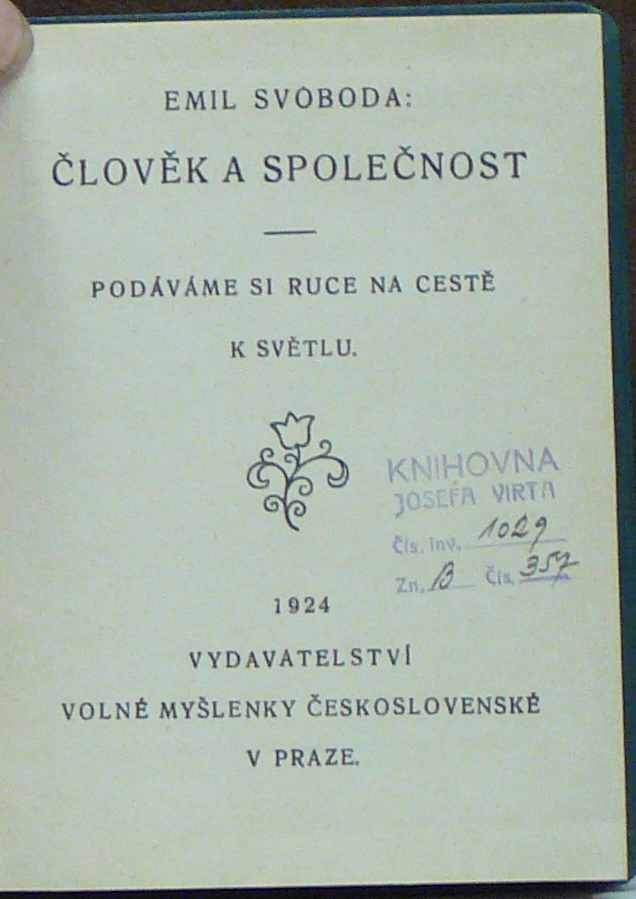 EMIL SVOBODA:
ČLOVĚK A SPOLEČNOST
PODÁVÁME SI RUCE NA CESTĚ
K SVĚTLU.
KNIHOVNA
JOSEFA VIRTA
Čís. inv. 1029
Zn. B Čís. 357
1924
VYDAVATELSTVÍ
VOLNÉ MYŠLENKY ČESKOSLOVENSKÉ
V PRAZE.